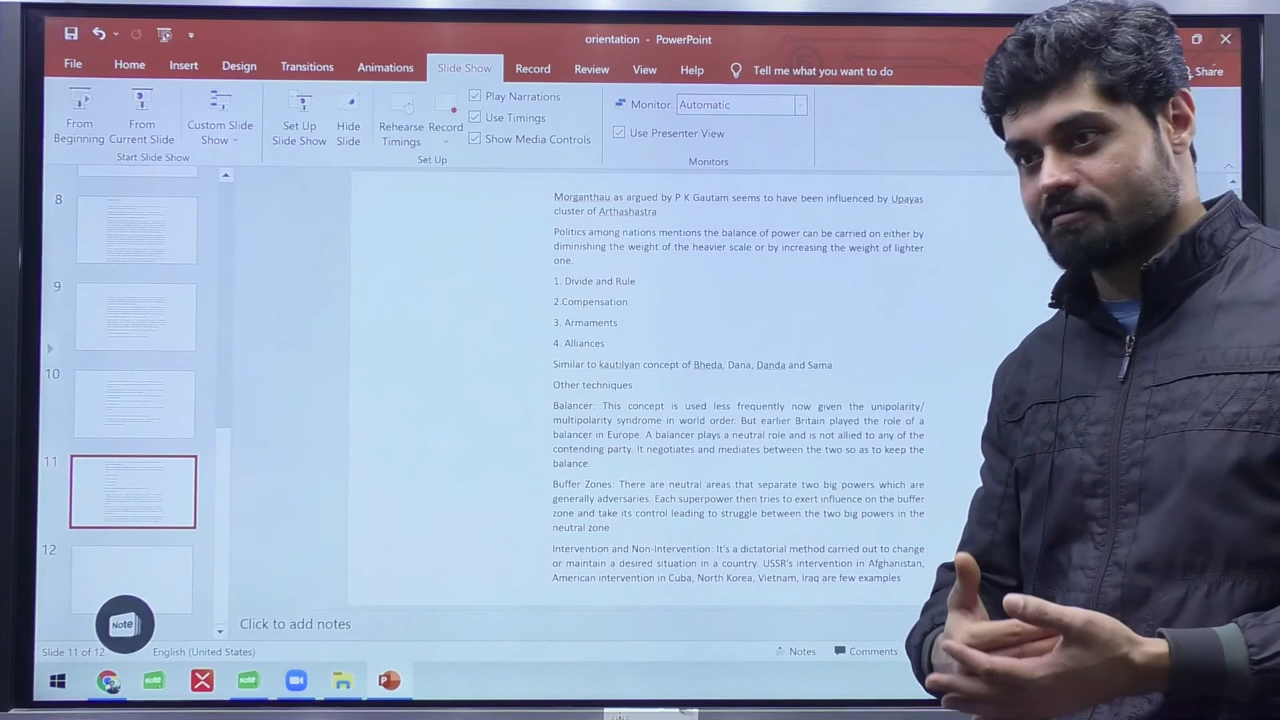 orientation - PowerPoint
File Home Insert Design Transitions Animations Slide Show Record Review View Help Tell me what you want to do Share
From Beginning
From Current Slide
Custom Slide Show
Start Slide Show
Set Up Slide Show
Hide Slide
Rehearse Timings
Record
Play Narrations
Use Timings
Show Media Controls
Set Up
Monitor: Automatic
Use Presenter View
Monitors
8
9
10
11
12
Morganthau as argued by P K Gautam seems to have been influenced by Upayas
cluster of Arthashastra
Politics among nations mentions the balance of power can be carried on either by
diminishing the weight of the heavier scale or by increasing the weight of lighter
one.
1. Divide and Rule
2.Compensation
3. Armaments
4. Alliances
Similar to kautilyan concept of Bheda, Dana, Danda and Sama
Other techniques
Balancer: This concept is used less frequently now given the unipolarity/
multipolarity syndrome in world order. But earlier Britain played the role of a
balancer in Europe. A balancer plays a neutral role and is not allied to any of the
contending party. It negotiates and mediates between the two so as to keep the
balance.
Buffer Zones: There are neutral areas that separate two big powers which are
generally adversaries. Each superpower then tries to exert influence on the buffer
zone and take its control leading to struggle between the two big powers in the
neutral zone
Intervention and Non-Intervention: It's a dictatorial method carried out to change
or maintain a desired situation in a country. USSR's intervention in Afghanistan,
American intervention in Cuba, North Korea, Vietnam, Iraq are few examples
Note
Click to add notes
Slide 11 of 12 English (United States) Notes Comments
note
note